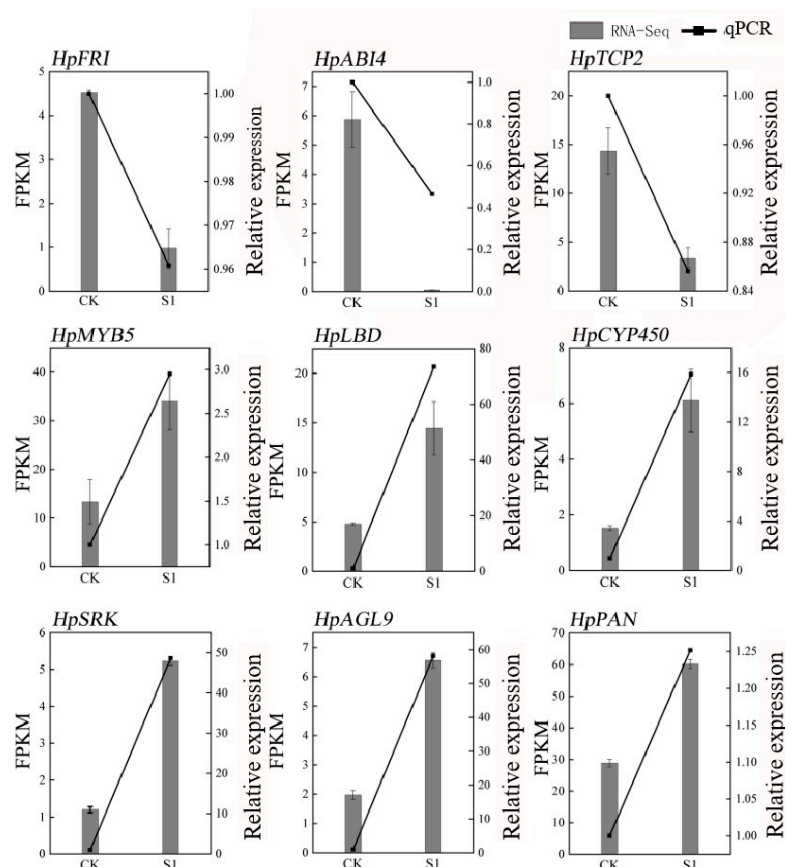 RNA-Seq qPCR
HpFRI HpABI4 HpTCP2
5 4 3 2 1 0
FPKM
1.00 0.99 0.98 0.97 0.96
Relative expression
CK S1
7 6 5 4 3 2 1 0
FPKM
1.0 0.8 0.6 0.4 0.2 0.0
Relative expression
CK S1
20 15 10 5 0
FPKM
1.00 0.96 0.92 0.88 0.84
Relative expression
CK S1
HpMYB5 HpLBD HpCYP450
40 30 20 10 0
FPKM
3.0 2.5 2.0 1.5 1.0
Relative expression
CK S1
20 15 10 5 0
FPKM
80 60 40 20 0
Relative expression
CK S1
8 6 4 2 0
FPKM
16 12 8 4 0
Relative expression
CK S1
HpSRK HpAGL9 HpPAN
6 5 4 3 2 1 0
FPKM
50 40 30 20 10 0
Relative expression
CK S1
7 6 5 4 3 2 1 0
FPKM
60 50 40 30 20 10 0
Relative expression
CK S1
70 60 50 40 30 20 10 0
FPKM
1.25 1.20 1.15 1.10 1.05 1.00
Relative expression
CK S1